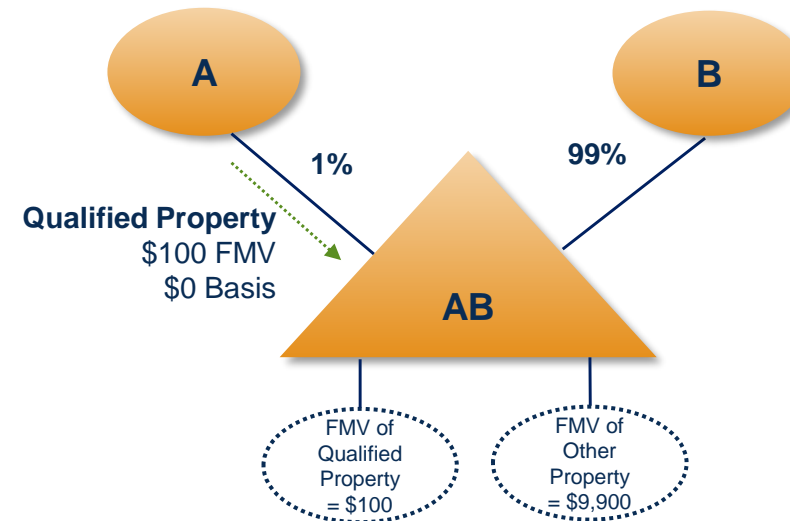 A
B
1%
99%
Qualified Property
$100 FMV
$0 Basis
AB
FMV of
Qualified
Property
= $100
FMV of
Other
Property
= $9,900